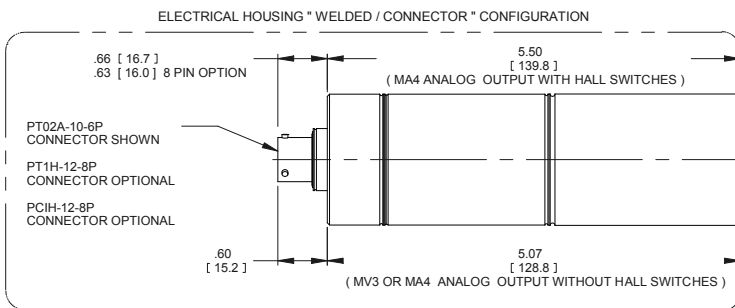 ELECTRICAL HOUSING " WELDED / CONNECTOR " CONFIGURATION
.66 [ 16.7 ]
.63 [ 16.0 ] 8 PIN OPTION
5.50
[ 139.8 ]
( MA4 ANALOG OUTPUT WITH HALL SWITCHES )
PT02A-10-6P
CONNECTOR SHOWN
PT1H-12-8P
CONNECTOR OPTIONAL
PCIH-12-8P
CONNECTOR OPTIONAL
.60
[ 15.2 ]
5.07
[ 128.8 ]
( MV3 OR MA4 ANALOG OUTPUT WITHOUT HALL SWITCHES )